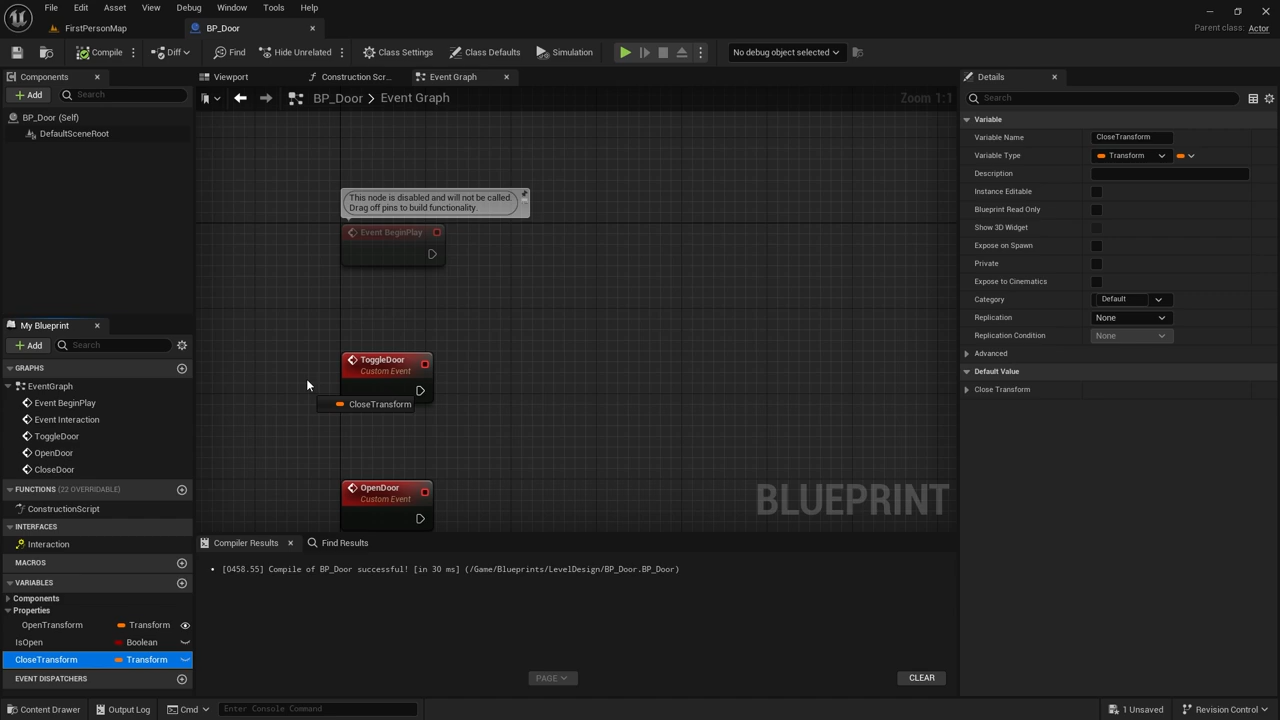 File
Edit
Asset
View
Debug
Window
Tools
Help
FirstPersonMap
BP_Door
Parent class: Actor
Compile
Diff
Find
Hide Unrelated
Class Settings
Class Defaults
Simulation
No debug object selected
Components
Add
Search
BP_Door (Self)
DefaultSceneRoot
Viewport
Construction Scr...
Event Graph
BP_Door > Event Graph
Zoom 1:1
This node is disabled and will not be called.
Drag off pins to build functionality.
Event BeginPlay
ToggleDoor
Custom Event
CloseTransform
OpenDoor
Custom Event
BLUEPRINT
My Blueprint
Add
Search
GRAPHS
EventGraph
Event BeginPlay
Event Interaction
ToggleDoor
OpenDoor
CloseDoor
FUNCTIONS (22 OVERRIDABLE)
ConstructionScript
INTERFACES
Interaction
MACROS
VARIABLES
Components
Properties
OpenTransform Transform
IsOpen Boolean
CloseTransform Transform
EVENT DISPATCHERS
Compiler Results
Find Results
[0458.55] Compile of BP_Door successful! [in 30 ms] (/Game/Blueprints/LevelDesign/BP_Door.BP_Door)
PAGE
CLEAR
Details
Search
Variable
Variable Name CloseTransform
Variable Type Transform
Description
Instance Editable
Blueprint Read Only
Show 3D Widget
Expose on Spawn
Private
Expose to Cinematics
Category Default
Replication None
Replication Condition None
Advanced
Default Value
Close Transform
Content Drawer
Output Log
Cmd
Enter Console Command
1 Unsaved
Revision Control